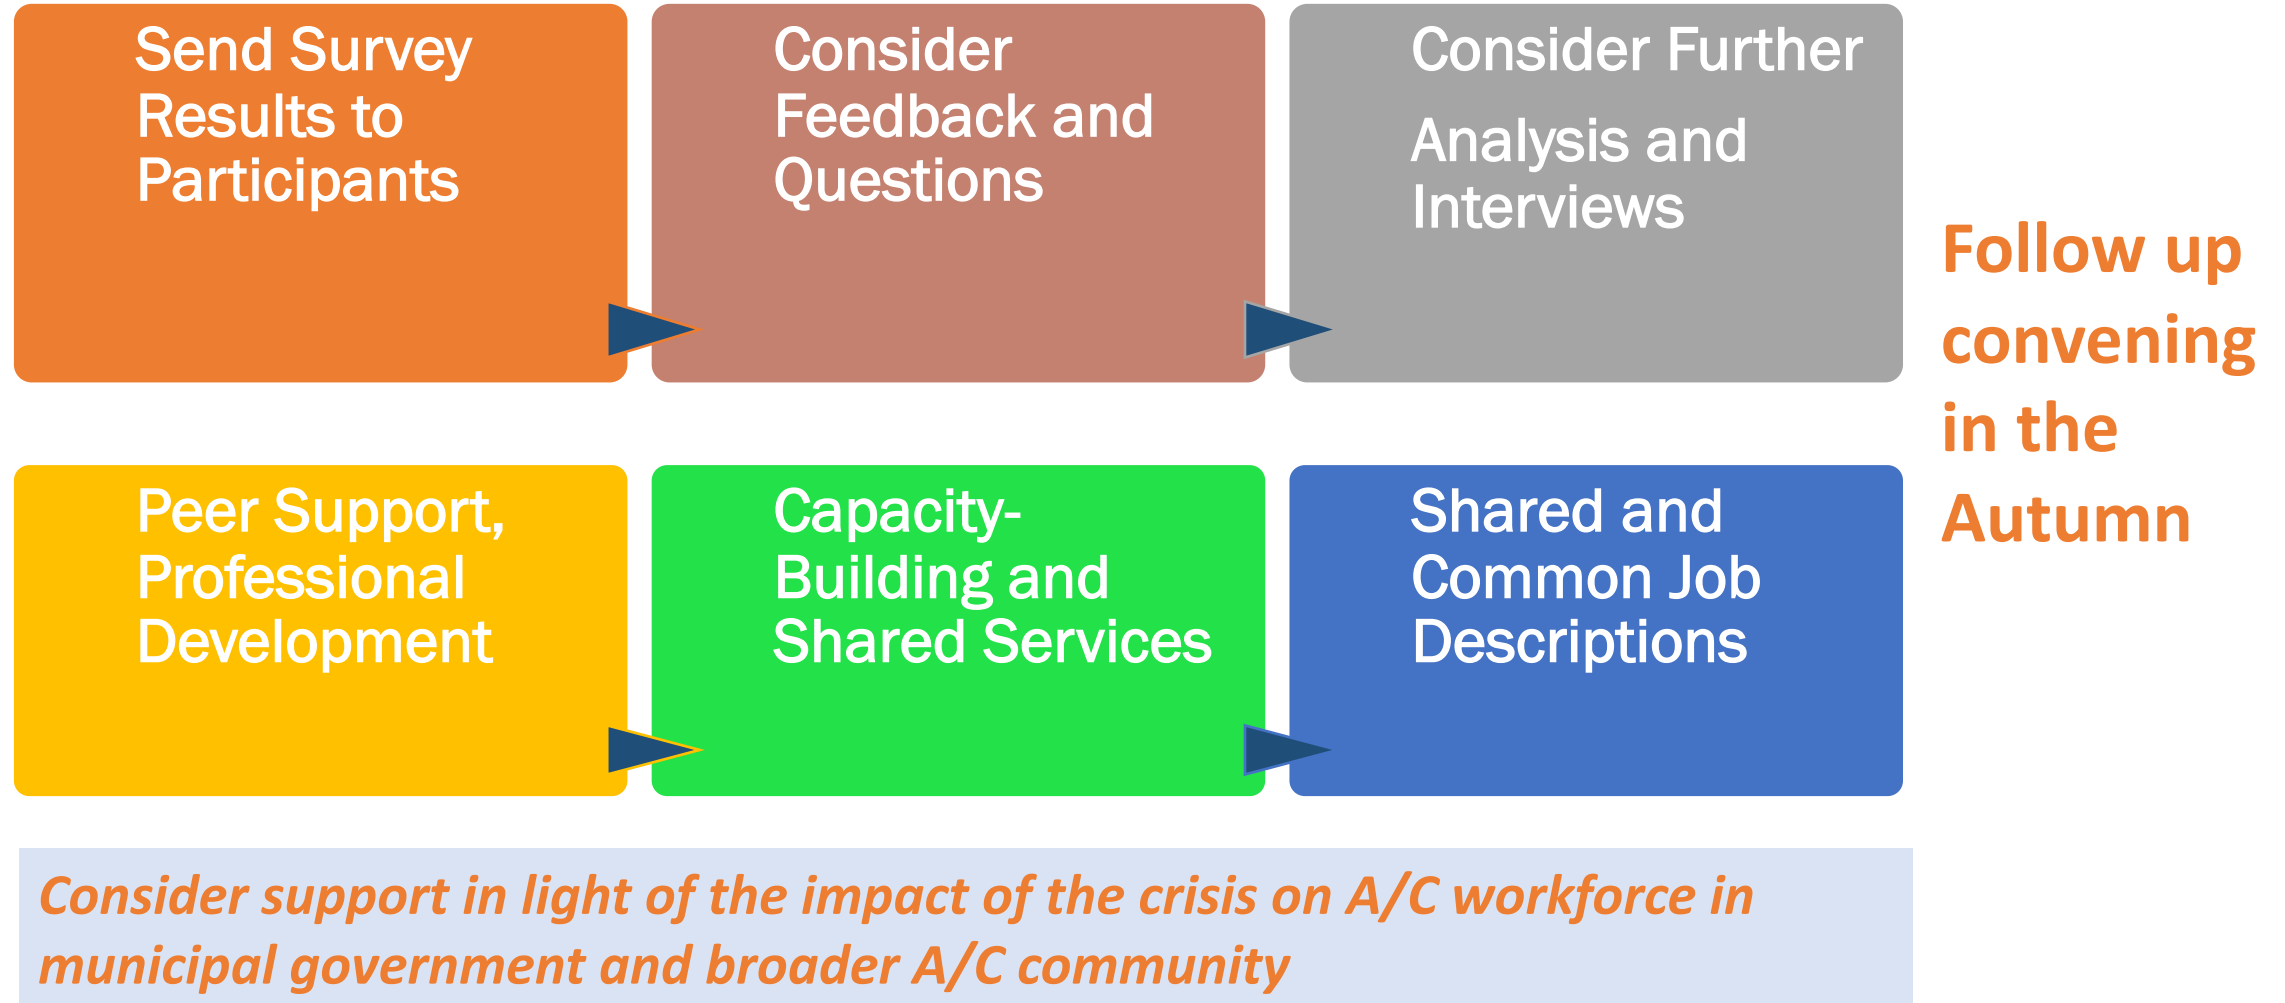 Send Survey
Results to
Participants
Consider
Feedback and
Questions
Consider Further
Analysis and
Interviews
Follow up
convening
in the
Autumn
Peer Support,
Professional
Development
Capacity-
Building and
Shared Services
Shared and
Common Job
Descriptions
Consider support in light of the impact of the crisis on A/C workforce in
municipal government and broader A/C community